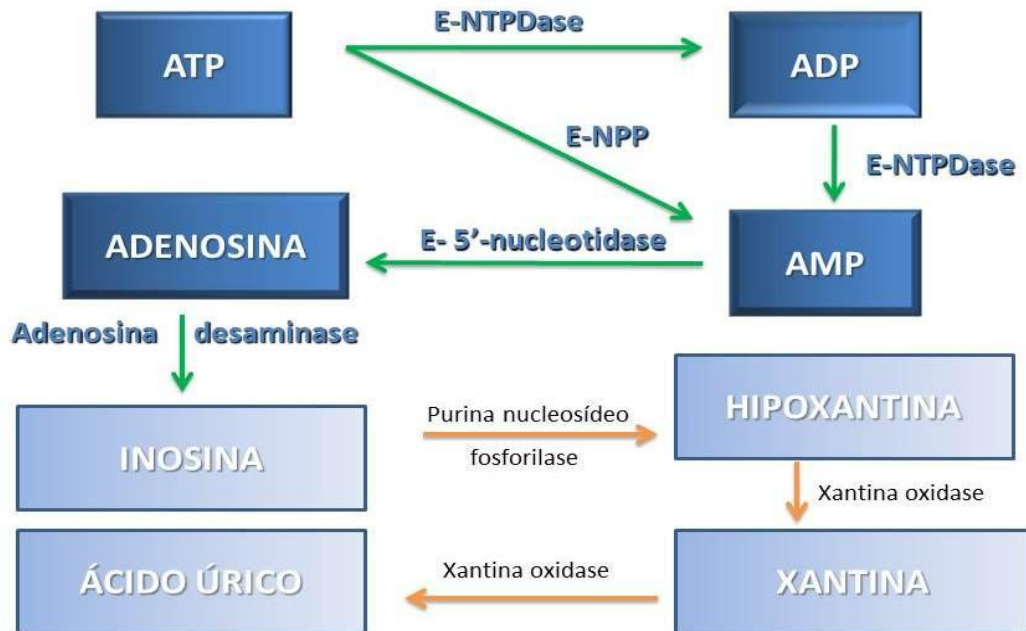 E-NTPDase
ATP
ADP
E-NPP
E-NTPDase
ADENOSINA
E- 5’-nucleotidase
AMP
Adenosina desaminase
INOSINA
Purina nucleosídeo
fosforilase
HIPOXANTINA
Xantina oxidase
ÁCIDO ÚRICO
Xantina oxidase
XANTINA